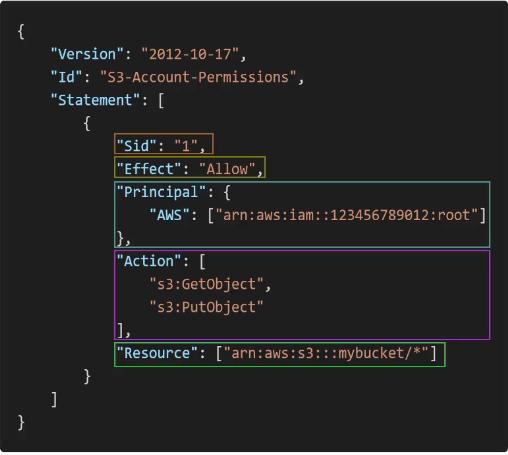 {
    "Version": "2012-10-17",
    "Id": "S3-Account-Permissions",
    "Statement": [
        {
            "Sid": "1",
            "Effect": "Allow",
            "Principal": {
                "AWS": ["arn:aws:iam::123456789012:root"]
            },
            "Action": [
                "s3:GetObject",
                "s3:PutObject"
            ],
            "Resource": ["arn:aws:s3:::mybucket/*"]
        }
    ]
}